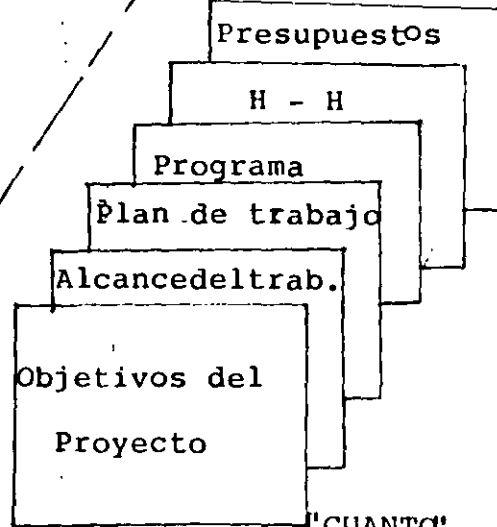 Presupuestos
H - H
Programa
Plan de trabajo
Alcancedeltrab.
Objetivos del
Proyecto
"CUANTO"